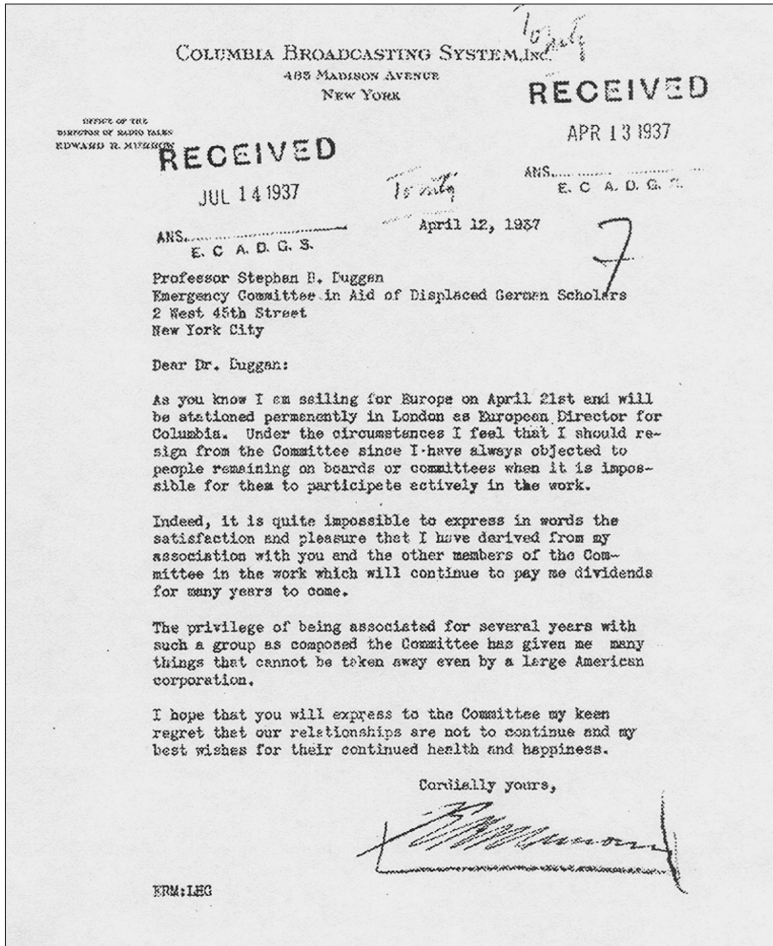 To
COLUMBIA BROADCASTING SYSTEM, INC.
485 MADISON AVENUE
NEW YORK
RECEIVED
APR 13 1937
ANS.
E. C A. D. G. S.
OFFICE OF THE
DIRECTOR OF RADIO TALKS
EDWARD R. MURROW
RECEIVED
JUL 14 1937
ANS.
E. C A. D. G. S.
To
April 12, 1937
7
Professor Stephen B. Duggan
Emergency Committee in Aid of Displaced German Scholars
2 West 45th Street
New York City
Dear Dr. Duggan:
As you know I am sailing for Europe on April 21st and will
be stationed permanently in London as European Director for
Columbia. Under the circumstances I feel that I should re-
sign from the Committee since I have always objected to
people remaining on boards or committees when it is impos-
sible for them to participate actively in the work.
Indeed, it is quite impossible to express in words the
satisfaction and pleasure that I have derived from my
association with you and the other members of the Com-
mittee in the work which will continue to pay me dividends
for many years to come.
The privilege of being associated for several years with
such a group as composed the Committee has given me many
things that cannot be taken away even by a large American
corporation.
I hope that you will express to the Committee my keen
regret that our relationships are not to continue and my
best wishes for their continued health and happiness.
Cordially yours,
ERM:LEG